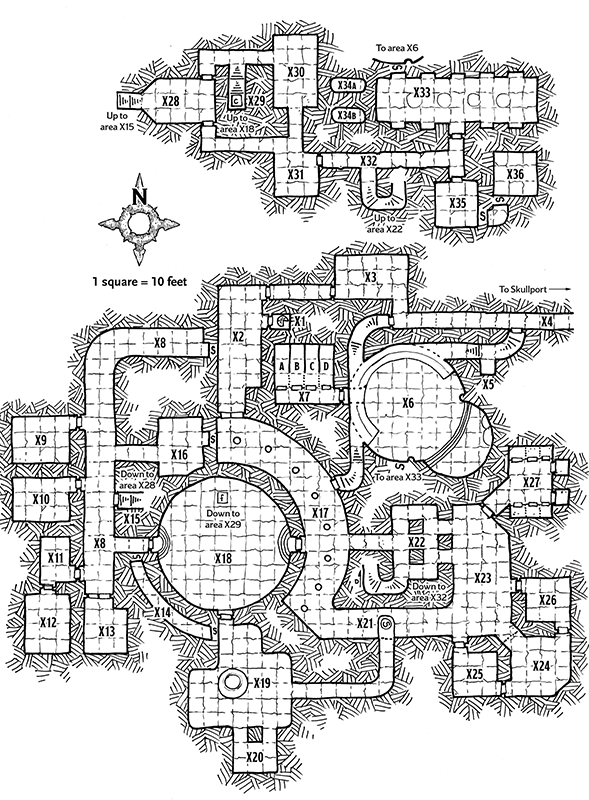 To area X6
X30
X28
X29
X34A
X33
X34B
Up to
area X15
Up to
area X18
X32
X31
X36
X35
S
S
S
Up to
area X22
N
1 square = 10 feet
X3
To Skullport
X4
X1
X2
X8
S
A
B
C
D
X7
X5
X6
X9
X16
S
S
To area X33
X27
Down to
area X28
X10
X15
Down to
area X29
X17
X18
X22
X8
S
X11
X23
Down to
area X32
X14
X26
X12
X13
S
X21
X24
X25
X19
X20